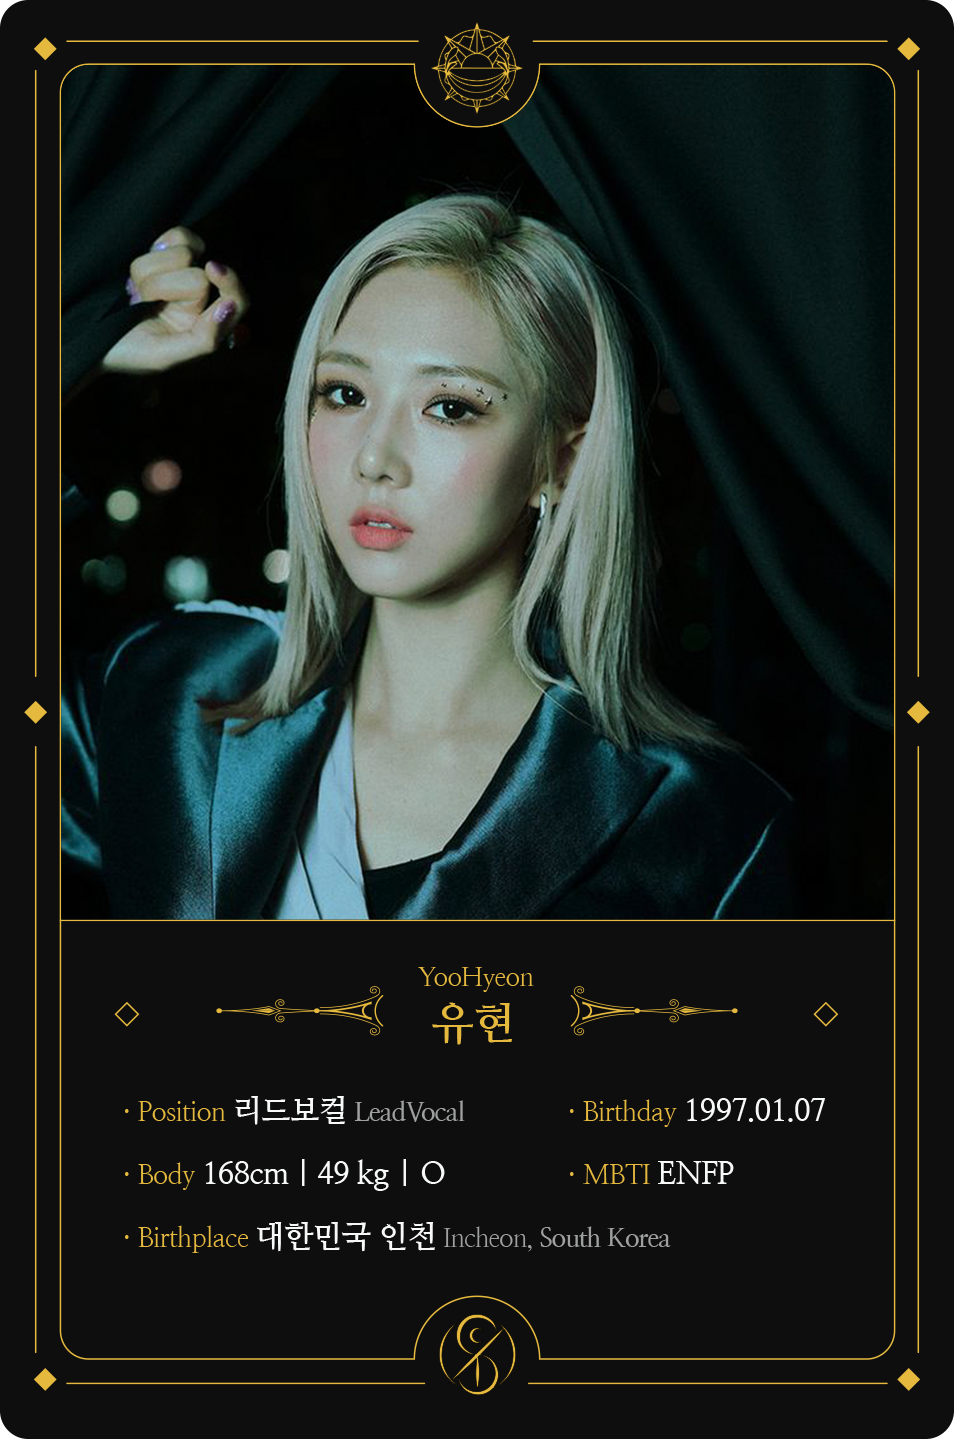 YooHyeon
유현
· Position 리드보컬 LeadVocal
· Birthday 1997.01.07
· Body 168cm | 49 kg | O
· MBTI ENFP
· Birthplace 대한민국 인천 Incheon, South Korea